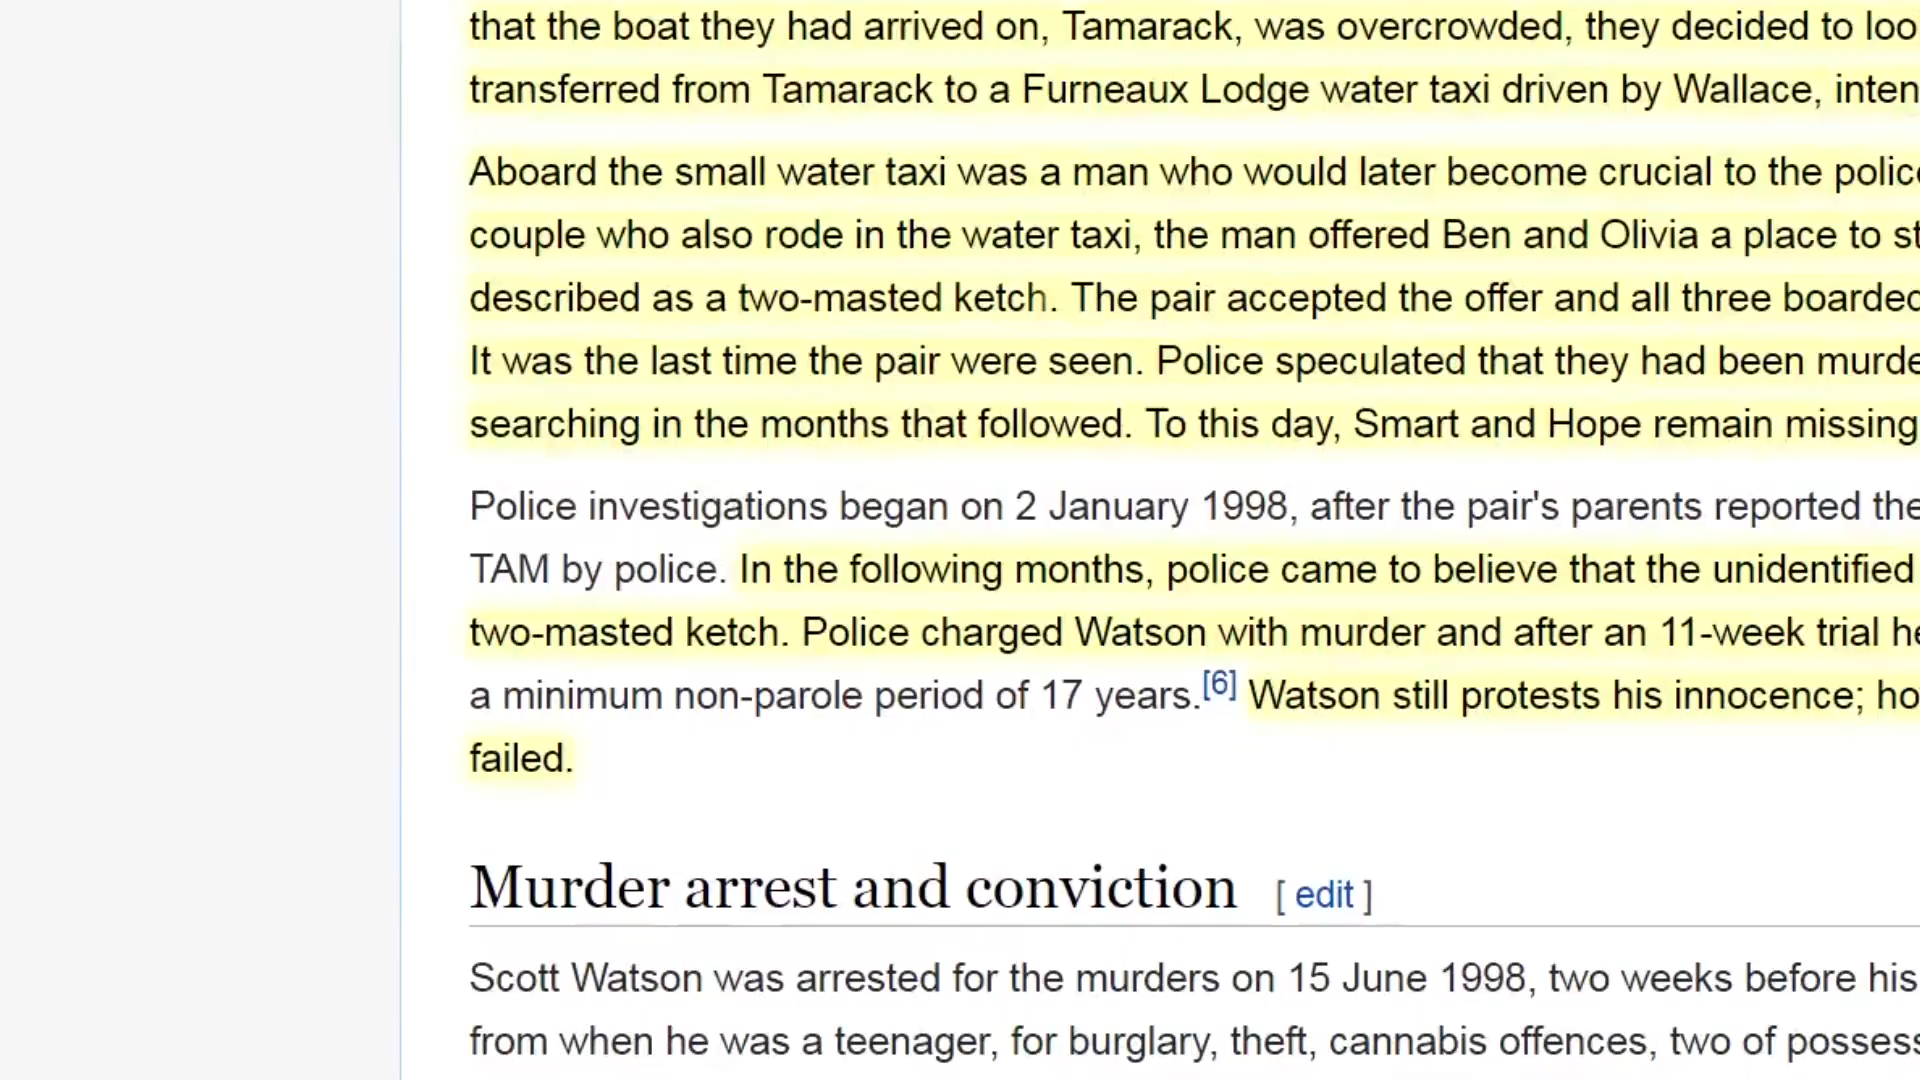 that the boat they had arrived on, Tamarack, was overcrowded, they decided to loo
transferred from Tamarack to a Furneaux Lodge water taxi driven by Wallace, inten
Aboard the small water taxi was a man who would later become crucial to the polic
couple who also rode in the water taxi, the man offered Ben and Olivia a place to st
described as a two-masted ketch. The pair accepted the offer and all three boarded
It was the last time the pair were seen. Police speculated that they had been murde
searching in the months that followed. To this day, Smart and Hope remain missing
Police investigations began on 2 January 1998, after the pair's parents reported the
TAM by police. In the following months, police came to believe that the unidentified
two-masted ketch. Police charged Watson with murder and after an 11-week trial he
a minimum non-parole period of 17 years.[6] Watson still protests his innocence; ho
failed.
Murder arrest and conviction [ edit ]
Scott Watson was arrested for the murders on 15 June 1998, two weeks before his
from when he was a teenager, for burglary, theft, cannabis offences, two of possess